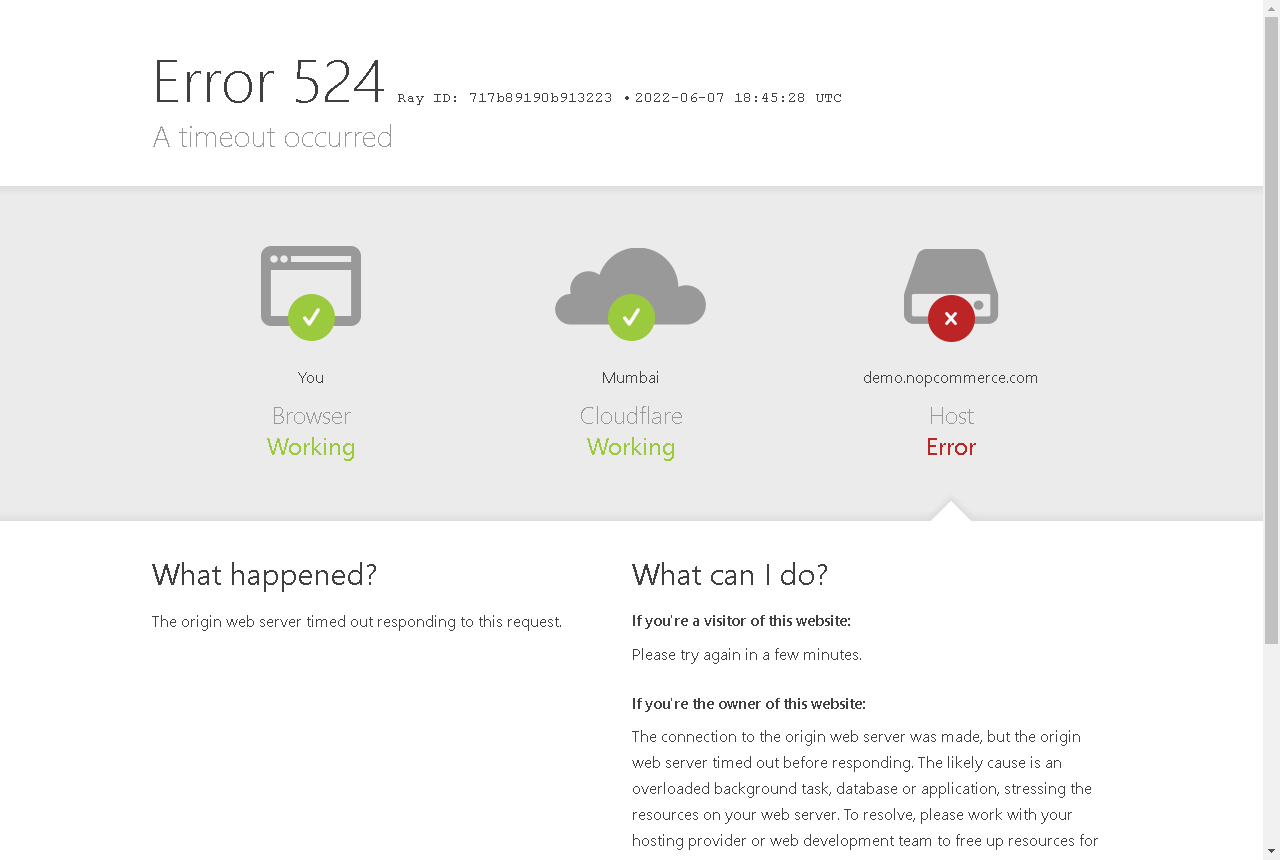 Error 524 Ray ID: 717b89190b913223 • 2022-06-07 18:45:28 UTC
A timeout occurred
You
Browser
Working
Mumbai
Cloudflare
Working
demo.nopcommerce.com
Host
Error
What happened?
The origin web server timed out responding to this request.
What can I do?
If you're a visitor of this website:
Please try again in a few minutes.
If you're the owner of this website:
The connection to the origin web server was made, but the origin
web server timed out before responding. The likely cause is an
overloaded background task, database or application, stressing the
resources on your web server. To resolve, please work with your
hosting provider or web development team to free up resources for